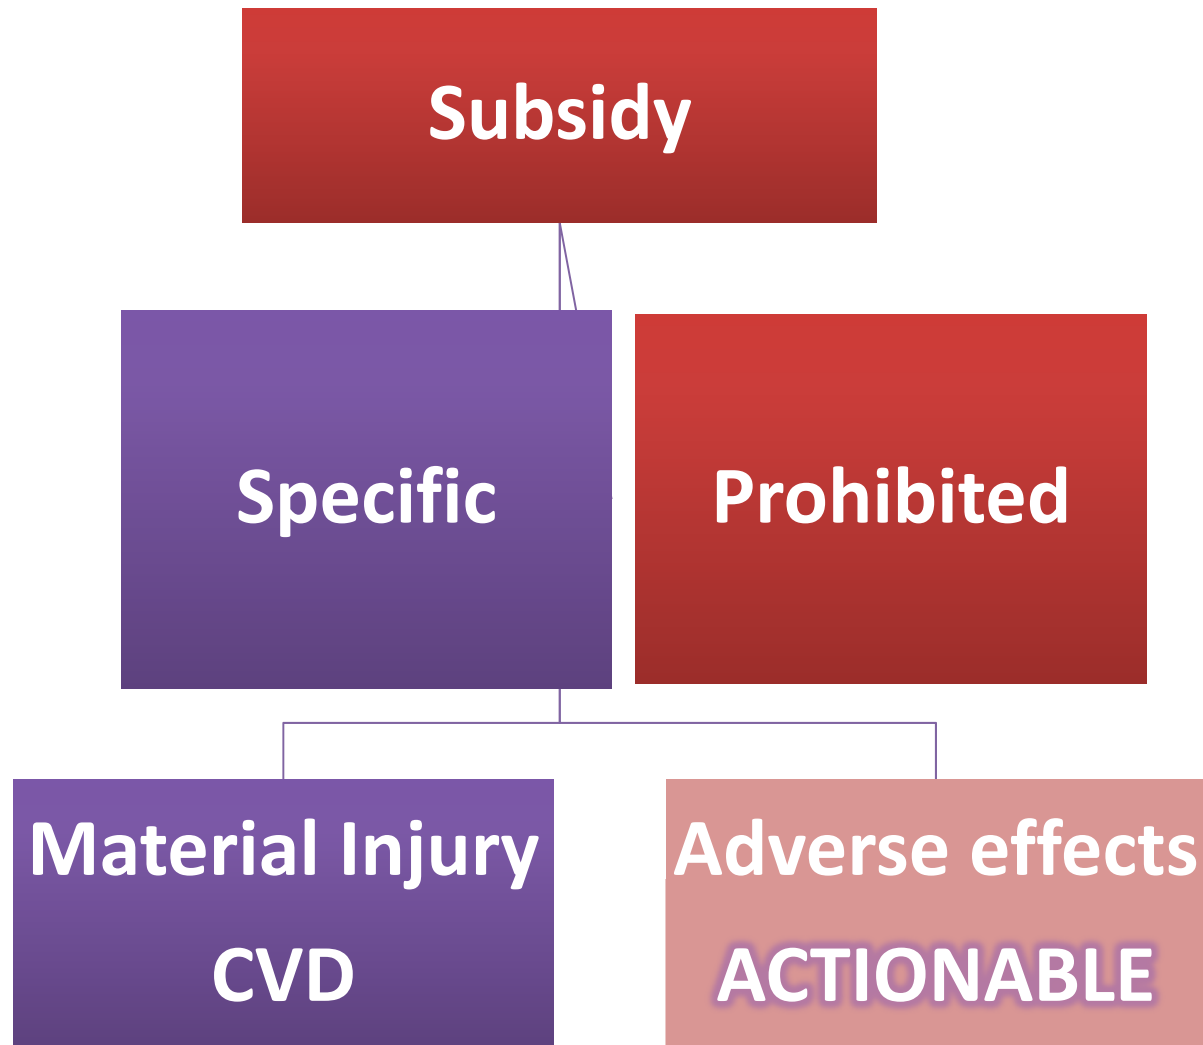 Subsidy
Specific
Prohibited
Material Injury
CVD
Adverse effects
ACTIONABLE